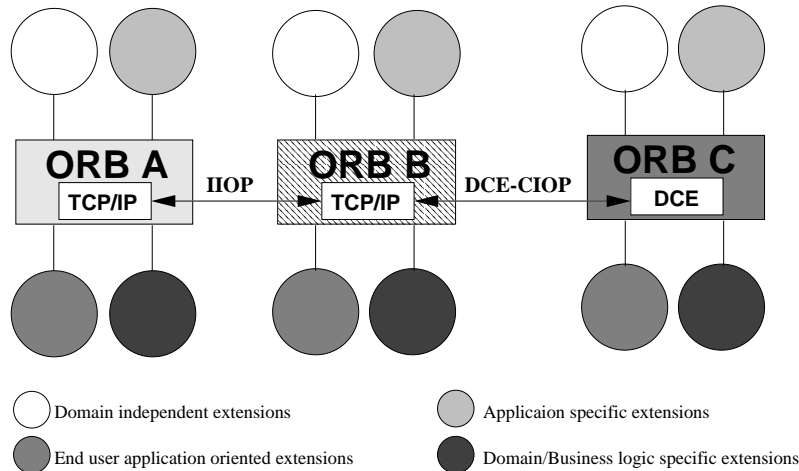 ORB A
TCP/IP
IIOP
ORB B
TCP/IP
DCE-CIOP
ORB C
DCE
Domain independent extensions
Applicaion specific extensions
End user application oriented extensions
Domain/Business logic specific extensions